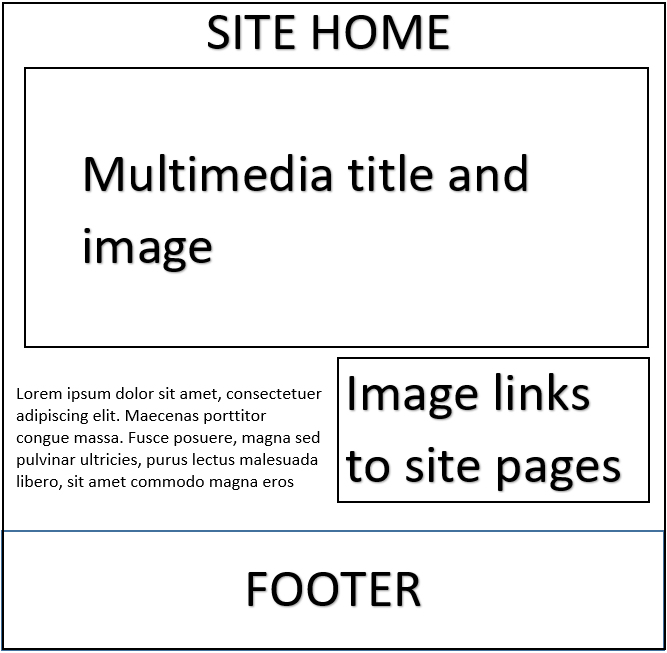 SITE HOME
Multimedia title and
image
Lorem ipsum dolor sit amet, consectetuer
adipiscing elit. Maecenas porttitor
congue massa. Fusce posuere, magna sed
pulvinar ultricies, purus lectus malesuada
libero, sit amet commodo magna eros
Image links
to site pages
FOOTER